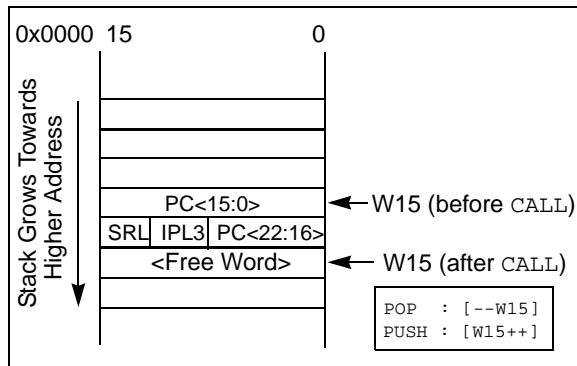 0x0000 15 0
Stack Grows Towards
Higher Address
PC<15:0>
W15 (before CALL)
SRL IPL3 PC<22:16>
<Free Word>
W15 (after CALL)
POP : [--W15]
PUSH : [W15++]